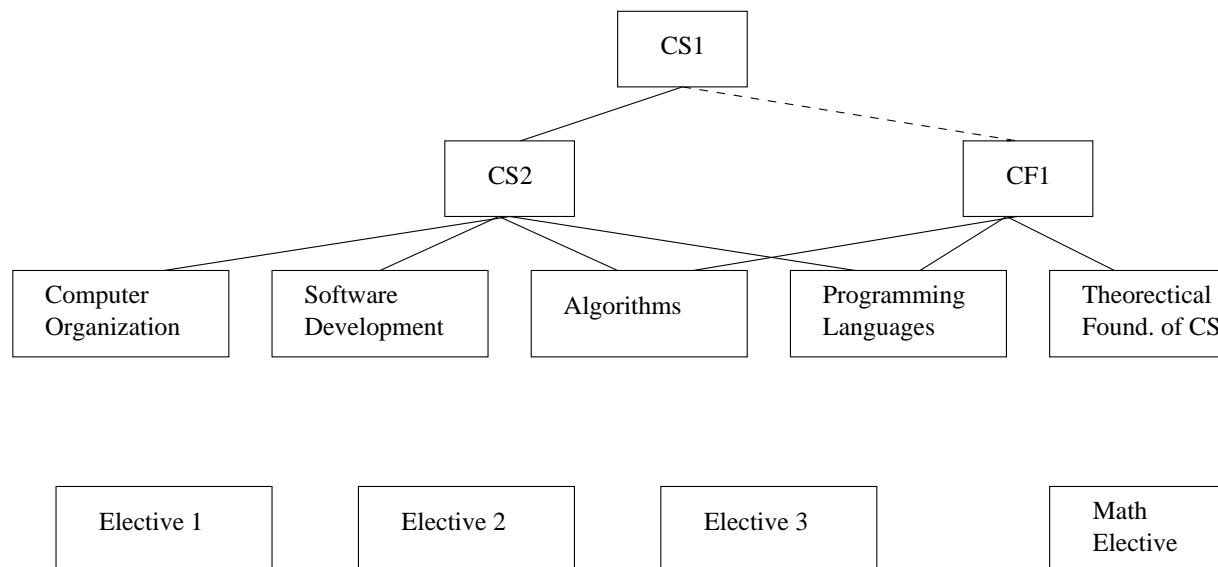 CS1
CS2
CF1
Computer
Organization
Software
Development
Algorithms
Programming
Languages
Theorectical
Found. of CS
Elective 1
Elective 2
Elective 3
Math
Elective